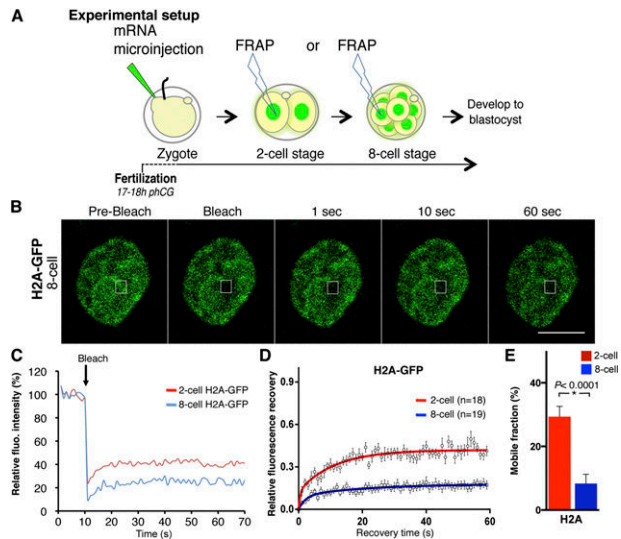 A
Experimental setup
mRNA
microinjection
FRAP or FRAP
Zygote 2-cell stage 8-cell stage
Develop to
blastocyst
Fertilization
17-18h phCG
B
Pre-Bleach Bleach 1 sec 10 sec 60 sec
H2A-GFP
8-cell
C
Bleach
2-cell H2A-GFP
8-cell H2A-GFP
Relative fluo. intensity (%)
120
100
80
60
40
20
0
0 10 20 30 40 50 60 70
Time (s)
D
H2A-GFP
2-cell (n=18)
8-cell (n=19)
Relative fluorescence recovery
0.9
0.6
0.3
0.0
0 20 40 60
Recovery time (s)
E
2-cell
8-cell
P< 0.0001
*
Mobile fraction (%)
40
30
20
10
0
H2A